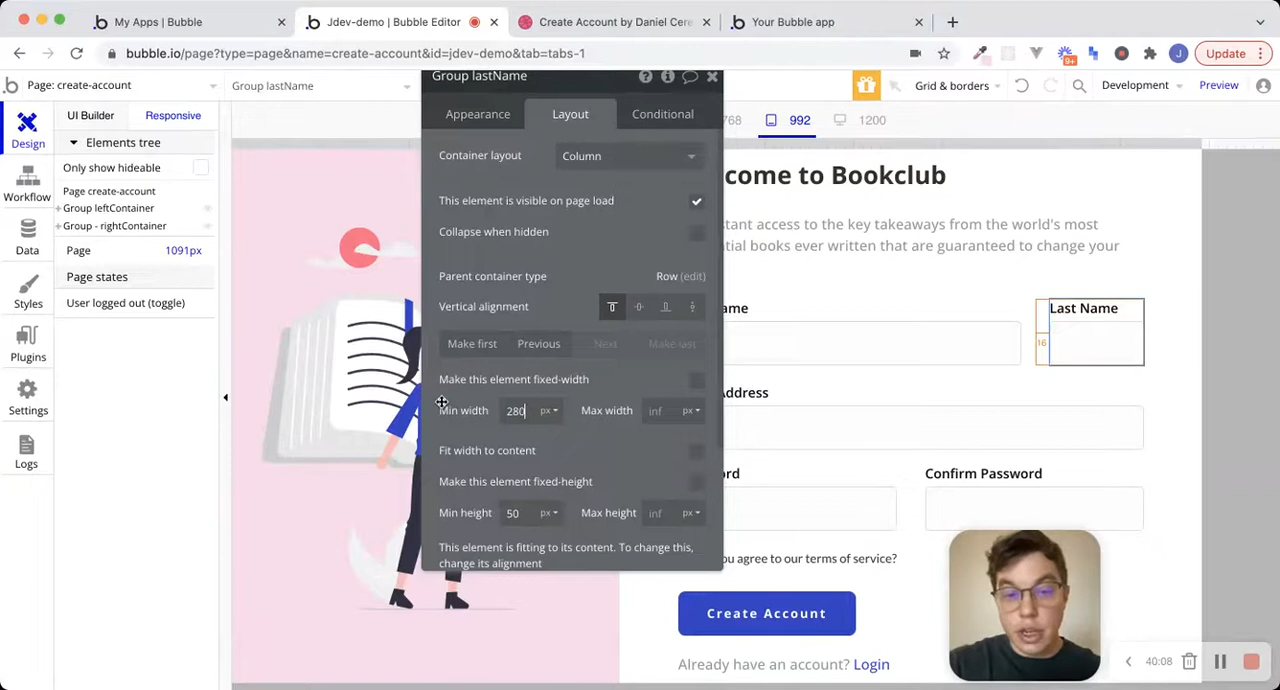 My Apps | Bubble
Jdev-demo | Bubble Editor
Create Account by Daniel Cere
Your Bubble app
bubble.io/page?type=page&name=create-account&id=jdev-demo&tab=tabs-1
9+
J
Update
Page: create-account
Group lastName
Group lastName
Grid & borders
Development
Preview
Design
Workflow
Data
Styles
Plugins
Settings
Logs
UI Builder
Responsive
Elements tree
Only show hideable
Page create-account
Group leftContainer
Group - rightContainer
Page
1091px
Page states
User logged out (toggle)
Appearance
Layout
Conditional
Container layout
Column
This element is visible on page load
Collapse when hidden
Parent container type
Row (edit)
Vertical alignment
Make first
Previous
Next
Make last
Make this element fixed-width
Min width
280
px
Max width
inf
px
Fit width to content
Make this element fixed-height
Min height
50
px
Max height
inf
px
This element is fitting to its content. To change this,
change its alignment
768
992
1200
come to Bookclub
stant access to the key takeaways from the world's most
ntial books ever written that are guaranteed to change your
ame
Last Name
16
Address
ord
Confirm Password
ou agree to our terms of service?
Create Account
Already have an account? Login
40:08